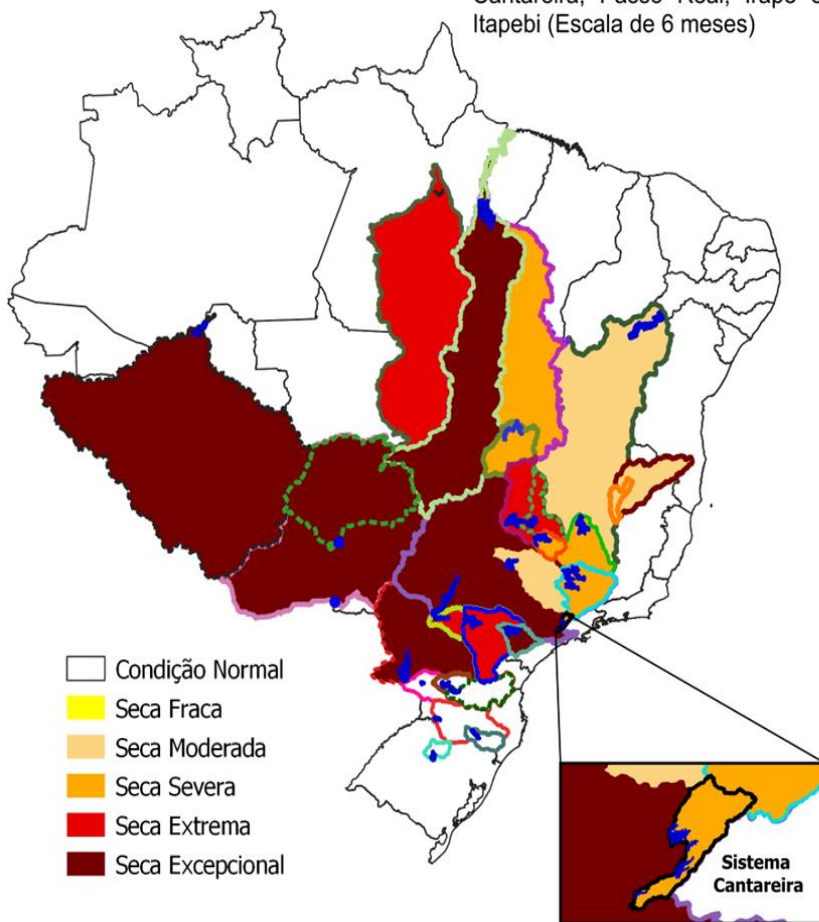 Itapebi (Escala de 6 meses)
Condição Normal
Seca Fraca
Seca Moderada
Seca Severa
Seca Extrema
Seca Excepcional
Sistema
Cantareira